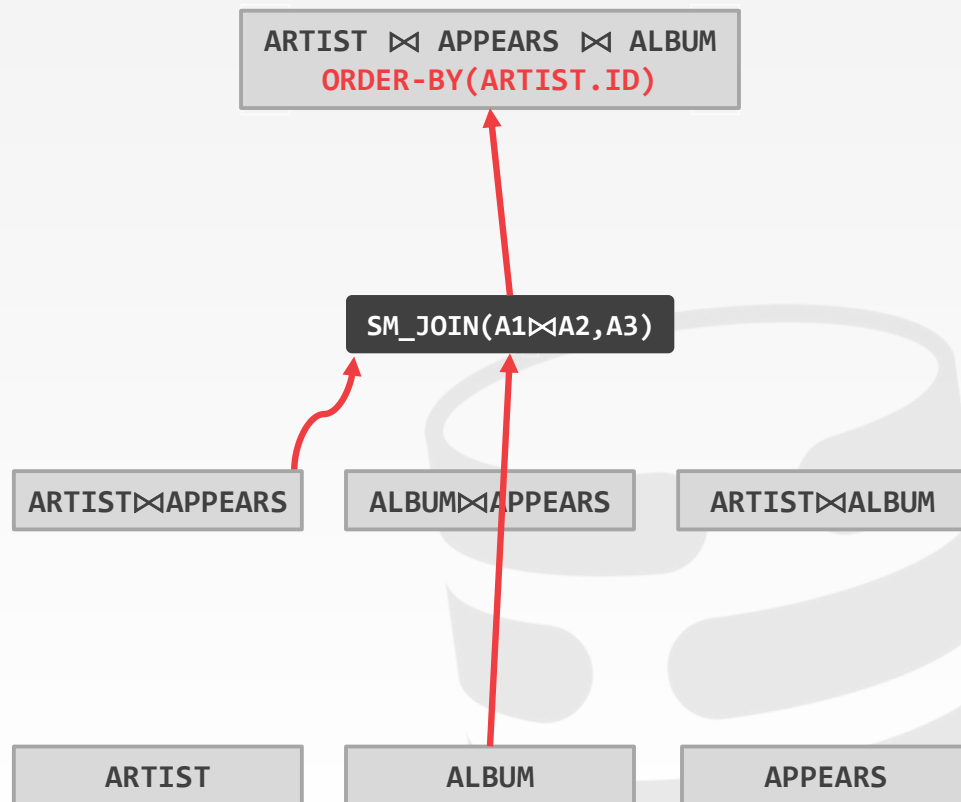 ARTIST ⋈ APPEARS ⋈ ALBUM
ORDER-BY(ARTIST.ID)
SM_JOIN(A1⋈A2,A3)
ARTIST⋈APPEARS
ALBUM⋈APPEARS
ARTIST⋈ALBUM
ARTIST
ALBUM
APPEARS